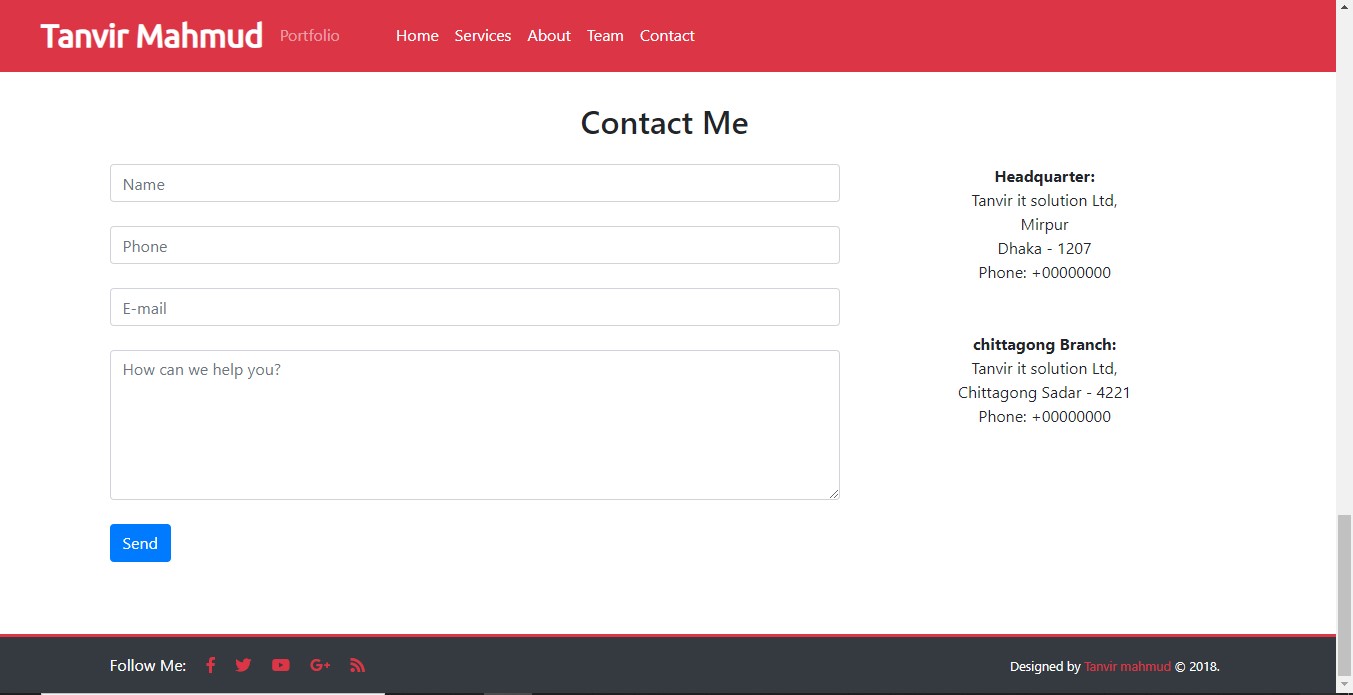 Tanvir Mahmud Portfolio Home Services About Team Contact
Contact Me
Name
Phone
E-mail
How can we help you?
Send
Headquarter:
Tanvir it solution Ltd,
Mirpur
Dhaka - 1207
Phone: +00000000
chittagong Branch:
Tanvir it solution Ltd,
Chittagong Sadar - 4221
Phone: +00000000
Follow Me:
Designed by Tanvir mahmud © 2018.